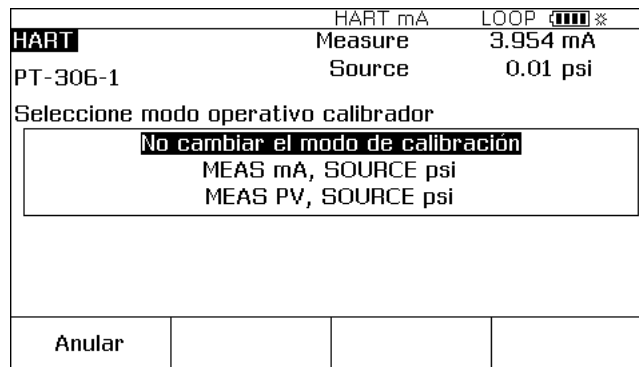 HART mA LOOP
HART Measure 3.954 mA
PT-306-1 Source 0.01 psi
Seleccione modo operativo calibrador
No cambiar el modo de calibración
MEAS mA, SOURCE psi
MEAS PV, SOURCE psi
Anular